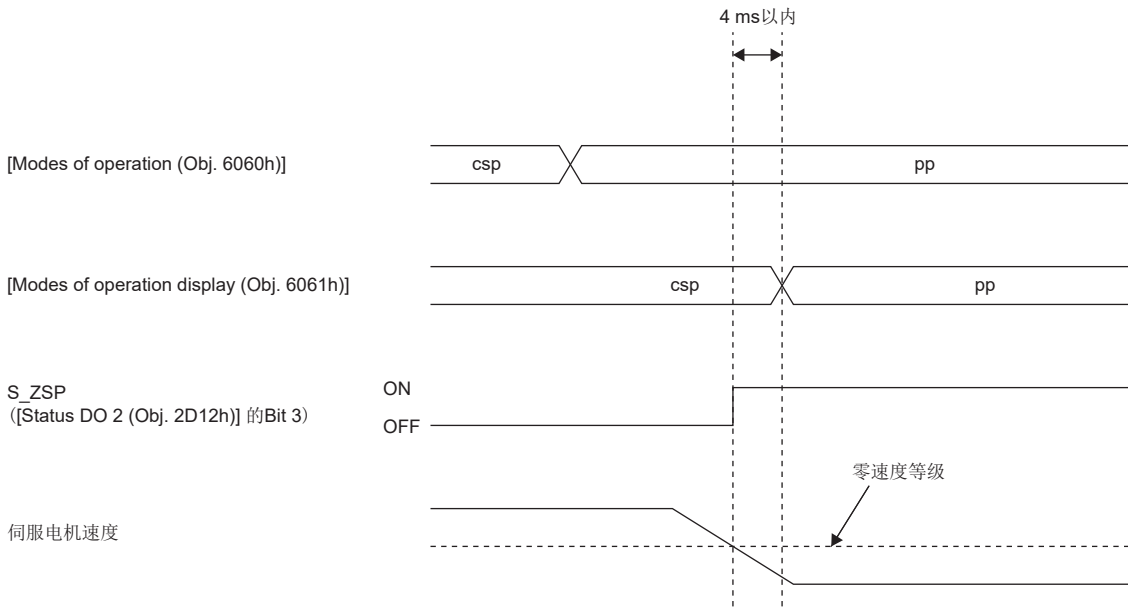 4 ms以内
[Modes of operation (Obj. 6060h)]
csp
pp
[Modes of operation display (Obj. 6061h)]
csp
pp
S_ZSP
（[Status DO 2 (Obj. 2D12h)] 的Bit 3）
ON
OFF
零速度等级
伺服电机速度